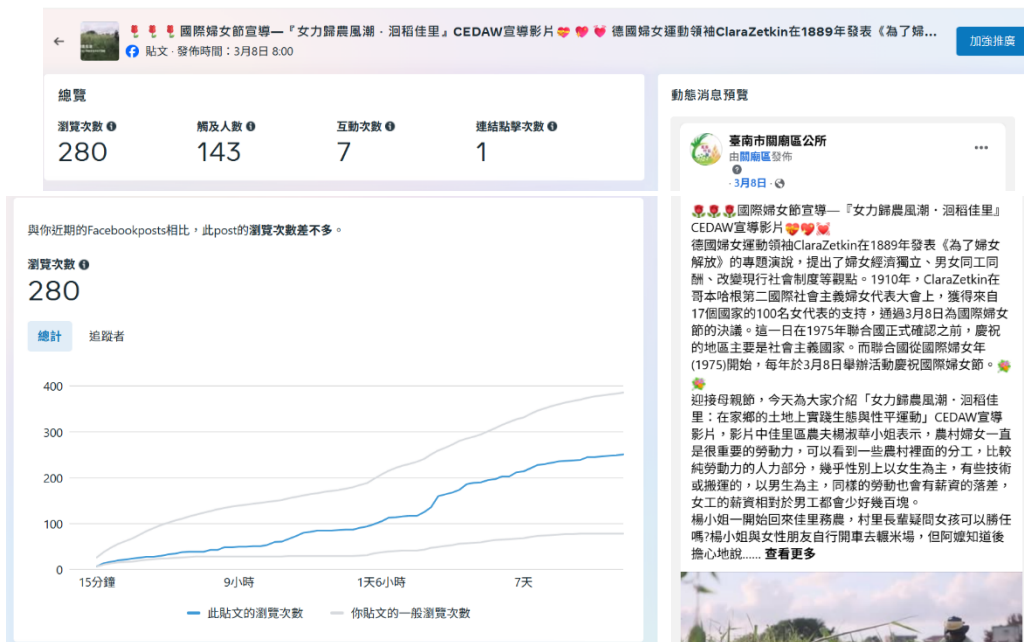 🌹🌹🌹國際婦女節宣導—『女力歸農風潮．洄稻佳里』CEDAW宣導影片💝💖💓 德國婦女運動領袖ClaraZetkin在1889年發表《為了婦...
貼文 · 發佈時間：3月8日 8:00
加強推廣
總覽
瀏覽次數
觸及人數
互動次數
連結點擊次數
280
143
7
1
與你近期的Facebookposts相比，此post的瀏覽次數差不多。
瀏覽次數
280
總計
追蹤者
400
300
200
100
0
15分鐘
9小時
1天6小時
7天
此貼文的瀏覽次數
你貼文的一般瀏覽次數
動態消息預覽
臺南市關廟區公所
由關廟區發佈
· 3月8日 ·
🌹🌹🌹國際婦女節宣導—『女力歸農風潮．洄稻佳里』
CEDAW宣導影片💝💖💓
德國婦女運動領袖ClaraZetkin在1889年發表《為了婦女
解放》的專題演說，提出了婦女經濟獨立、男女同工同
酬、改變現行社會制度等觀點。1910年，ClaraZetkin在
哥本哈根第二國際社會主義婦女代表大會上，獲得來自
17個國家的100名女代表的支持，通過3月8日為國際婦女
節的決議。這一日在1975年聯合國正式確認之前，慶祝
的地區主要是社會主義國家。而聯合國從國際婦女年
(1975)開始，每年於3月8日舉辦活動慶祝國際婦女節。💐
💐
迎接母親節，今天為大家介紹「女力歸農風潮．洄稻佳
里：在家鄉的土地上實踐生態與性平運動」CEDAW宣導
影片，影片中佳里區農夫楊淑華小姐表示，農村婦女一直
是很重要的勞動力，可以看到一些農村裡面的分工，比較
純勞動力的人力部分，幾乎性別上以女生為主，有些技術
或搬運的，以男生為主，同樣的勞動也會有薪資的落差，
女工的薪資相對於男工都會少好幾百塊。
楊小姐一開始回來佳里務農，村里長輩疑問女孩可以勝任
嗎?楊小姐與女性朋友自行開車去輾米場，但阿嬤知道後
擔心地說...... 查看更多